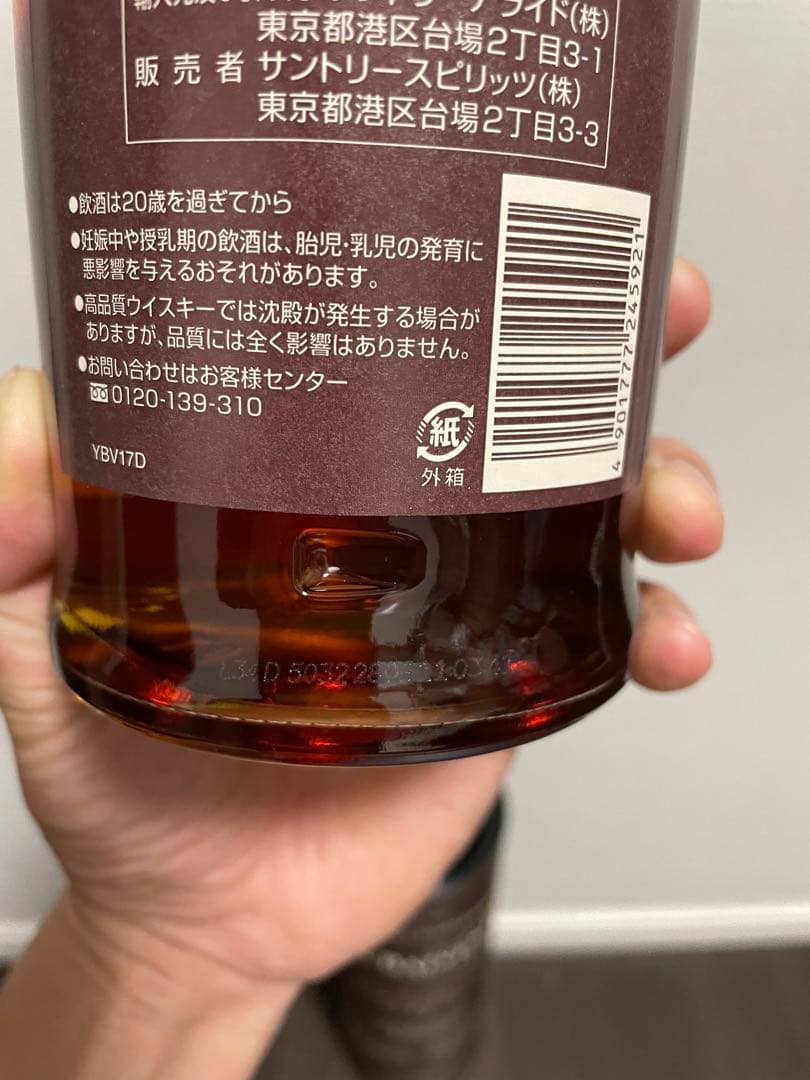 ライド(株)
東京都港区台場2丁目3-1
販売者 サントリースピリッツ(株)
東京都港区台場2丁目3-3
●飲酒は20歳を過ぎてから
●妊娠中や授乳期の飲酒は、胎児・乳児の発育に
悪影響を与えるおそれがあります。
●高品質ウイスキーでは沈殿が発生する場合が
ありますが、品質には全く影響はありません。
●お問い合わせはお客様センター
0120-139-310
YBV17D
紙
外箱
4 901777 245921
L34D 5032280